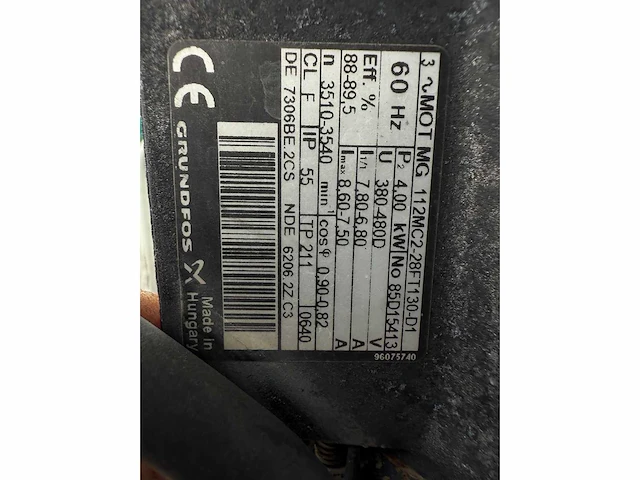 3 ∿MOT MG 112MC2-28FT130-D1
60 Hz P2 4,00 kW No 85D15413
U 380-480D V
Eff. % I1/1 7,80-6,80 A
88-89,5 Imax 8,60-7,50 A
n 3510-3540 min⁻¹ cosφ 0,90-0,82
CL F IP 55 TP 211 0640
DE 7306BE.2CS NDE 6206.2Z.C3
96075740
CE GRUNDFOS Made in
Hungary